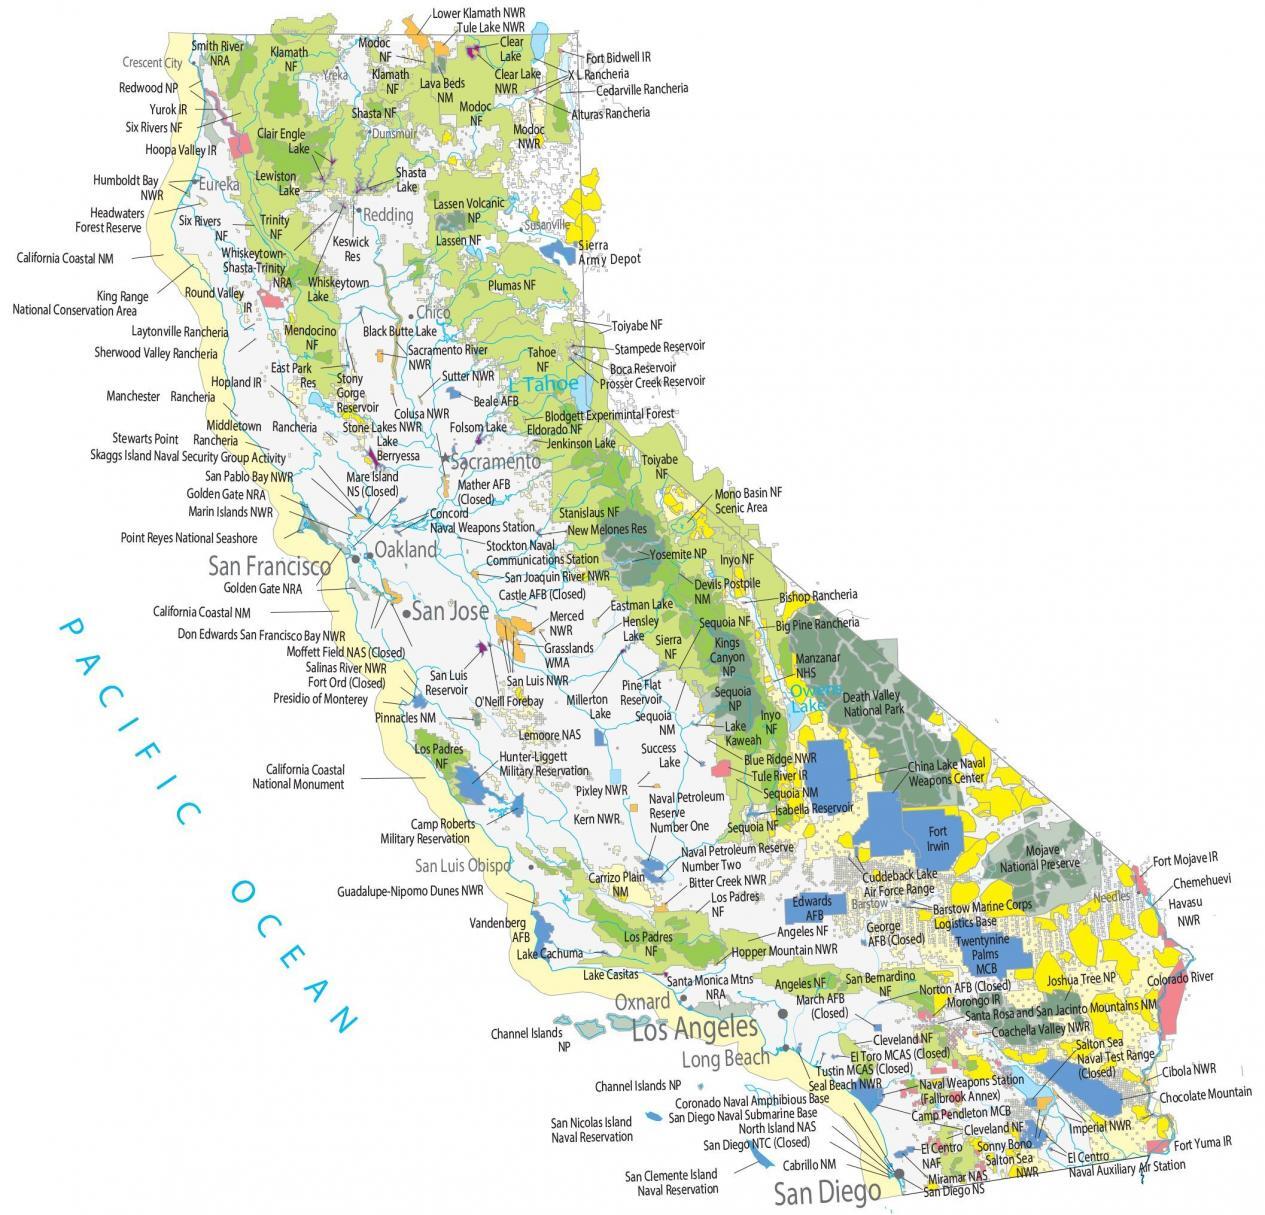 Lower Klamath NWR
Tule Lake NWR
Smith River
NRA
Klamath
NF
Modoc
NF
Clear
Lake
Crescent City
Yreka
Klamath
NF
Lava Beds
NM
Clear Lake
NWR
Fort Bidwell IR
X L Rancheria
Cedarville Rancheria
Redwood NP
Yurok IR
Six Rivers NF
Shasta NF
Modoc
NF
Alturas Rancheria
Hoopa Valley IR
Clair Engle
Lake
Dunsmuir
Modoc
NWR
Humboldt Bay
NWR
Eureka
Lewiston
Lake
Shasta
Lake
Headwaters
Forest Reserve
Six Rivers
NF
Trinity
NF
Redding
Lassen Volcanic
NP
Susanville
Keswick
Res
Lassen NF
Sierra
Army Depot
California Coastal NM
Whiskeytown-
Shasta-Trinity
NRA
Whiskeytown
Lake
Plumas NF
King Range
National Conservation Area
Round Valley
IR
Chico
Laytonville Rancheria
Mendocino
NF
Black Butte Lake
Toiyabe NF
Sherwood Valley Rancheria
Sacramento River
NWR
Tahoe
NF
Stampede Reservoir
Boca Reservoir
Prosser Creek Reservoir
East Park
Res
Hopland IR
Stony
Gorge
Reservoir
Sutter NWR
L Tahoe
Manchester Rancheria
Beale AFB
Colusa NWR
Blodgett Experimintal Forest
Middletown Rancheria
Stone Lakes NWR
Folsom Lake
Eldorado NF
Stewarts Point
Rancheria
Lake
Berryessa
Jenkinson Lake
Skaggs Island Naval Security Group Activity
Sacramento
Toiyabe
NF
San Pablo Bay NWR
Mare Island
NS (Closed)
Mather AFB
(Closed)
Golden Gate NRA
Mono Basin NF
Scenic Area
Marin Islands NWR
Concord
Naval Weapons Station
Stanislaus NF
New Melones Res
Point Reyes National Seashore
Stockton Naval
Communications Station
Yosemite NP
Inyo NF
San Francisco
Oakland
San Joaquin River NWR
Golden Gate NRA
Castle AFB (Closed)
Devils Postpile
NM
Bishop Rancheria
California Coastal NM
San Jose
Merced
NWR
Eastman Lake
Hensley
Lake
Sequoia NF
Big Pine Rancheria
Don Edwards San Francisco Bay NWR
Moffett Field NAS (Closed)
Grasslands
WMA
Sierra
NF
Kings
Canyon
NP
Manzanar
NHS
Salinas River NWR
Fort Ord (Closed)
San Luis
Reservoir
San Luis NWR
Pine Flat
Reservoir
Presidio of Monterey
O'Neill Forebay
Millerton
Lake
Sequoia
NP
Owens
Lake
Death Valley
National Park
Pinnacles NM
Sequoia
NM
Lake
Kaweah
Inyo
NF
Lemoore NAS
Los Padres
NF
Hunter-Liggett
Military Reservation
Success
Lake
Blue Ridge NWR
China Lake Naval
Weapons Center
California Coastal
National Monument
Tule River IR
Pixley NWR
Sequoia NM
Naval Petroleum
Reserve
Number One
Isabella Reservoir
Camp Roberts
Military Reservation
Kern NWR
Sequoia NF
Fort
Irwin
Naval Petroleum Reserve
Number Two
Mojave
National Preserve
San Luis Obispo
Carrizo Plain
NM
Bitter Creek NWR
Cuddeback Lake
Air Force Range
Fort Mojave IR
Guadalupe-Nipomo Dunes NWR
Los Padres
NF
Edwards
AFB
Barstow
Barstow Marine Corps
Logistics Base
Needles
Chemehuevi
Havasu
NWR
Vandenberg
AFB
Los Padres
NF
Angeles NF
George
AFB (Closed)
Twentynine
Palms
MCB
Lake Cachuma
Hopper Mountain NWR
Lake Casitas
Santa Monica Mtns
NRA
Angeles NF
San Bernardino
NF
Joshua Tree NP
Colorado River
Oxnard
March AFB
(Closed)
Norton AFB (Closed)
Morongo IR
Santa Rosa and San Jacinto Mountains NM
Channel Islands
NP
Los Angeles
Coachella Valley NWR
Long Beach
Cleveland NF
Salton Sea
Naval Test Range
(Closed)
El Toro MCAS (Closed)
Tustin MCAS (Closed)
Cibola NWR
Channel Islands NP
Seal Beach NWR
Naval Weapons Station
(Fallbrook Annex)
Chocolate Mountain
Coronado Naval Amphibious Base
San Nicolas Island
Naval Reservation
San Diego Naval Submarine Base
Camp Pendleton MCB
North Island NAS
Cleveland NF
Imperial NWR
San Diego NTC (Closed)
El Centro
NAF
Sonny Bono
Salton Sea
NWR
El Centro
Naval Auxiliary Air Station
Fort Yuma IR
San Clemente Island
Naval Reservation
Cabrillo NM
Miramar NAS
San Diego
San Diego NS
PACIFIC OCEAN